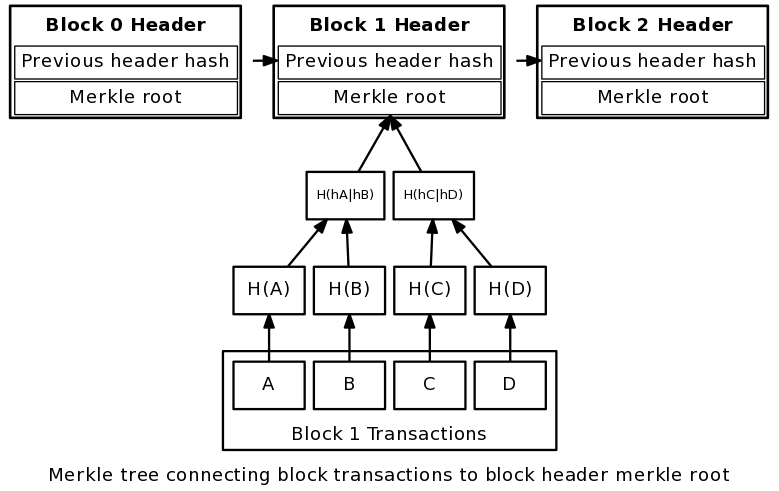 Block 0 Header
Block 1 Header
Block 2 Header
Previous header hash
Previous header hash
Previous header hash
Merkle root
Merkle root
Merkle root
H(hA|hB)
H(hC|hD)
H(A)
H(B)
H(C)
H(D)
A
B
C
D
Block 1 Transactions
Merkle tree connecting block transactions to block header merkle root